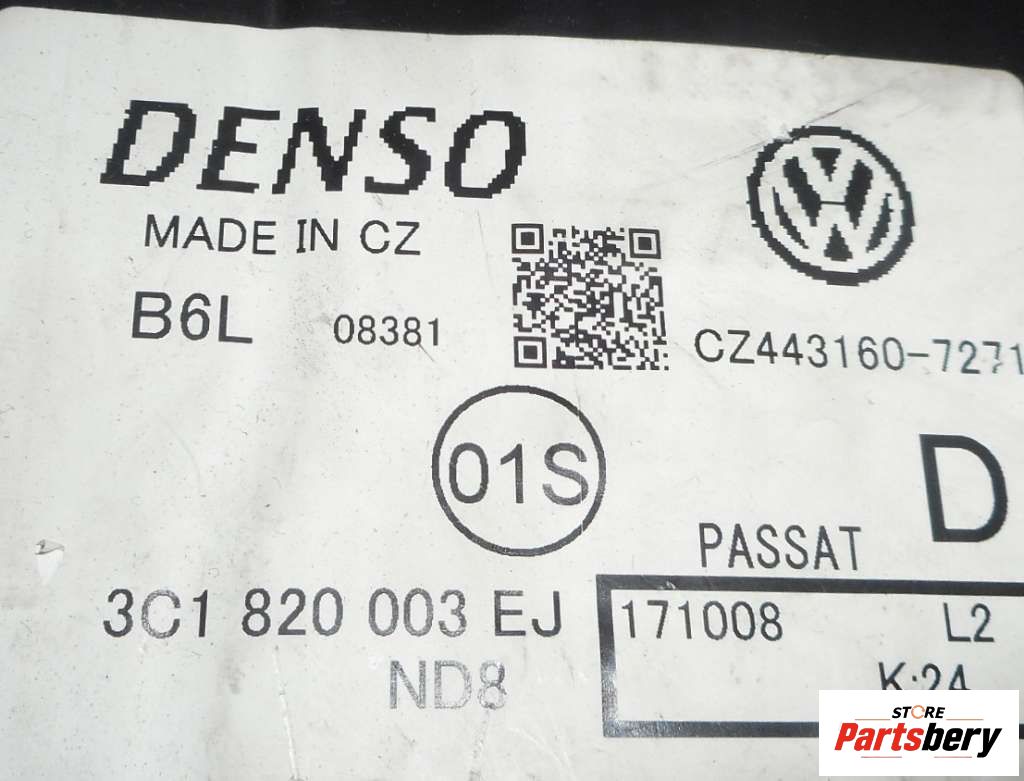 DENSO
MADE IN CZ
B6L 08381
CZ443160-7271
01S
D
PASSAT
3C1 820 003 EJ
171008 L2
ND8
K:24
STORE
Partsbery